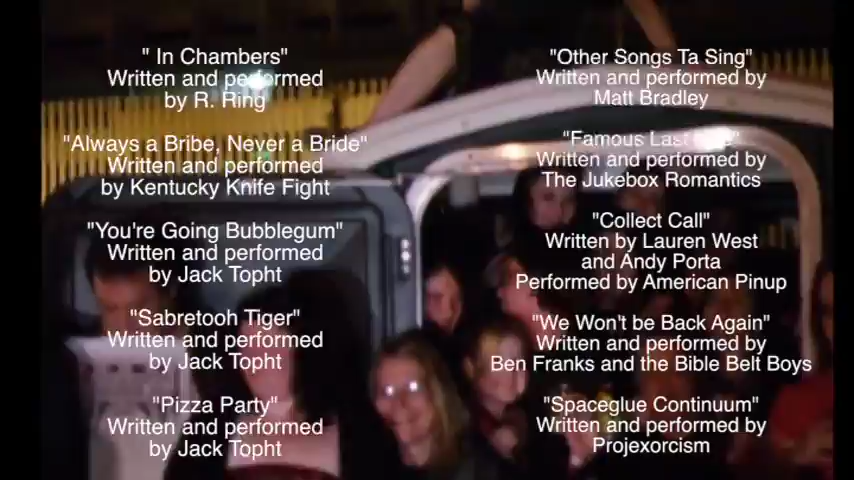 " In Chambers"
Written and performed
by R. Ring
"Always a Bribe, Never a Bride"
Written and performed
by Kentucky Knife Fight
"You're Going Bubblegum"
Written and performed
by Jack Topht
"Sabretooh Tiger"
Written and performed
by Jack Topht
"Pizza Party"
Written and performed
by Jack Topht
"Other Songs Ta Sing"
Written and performed by
Matt Bradley
"Famous Last
Written and performed by
The Jukebox Romantics
"Collect Call"
Written by Lauren West
and Andy Porta
Performed by American Pinup
"We Won't be Back Again"
Written and performed by
Ben Franks and the Bible Belt Boys
"Spaceglue Continuum"
Written and performed by
Projexorcism